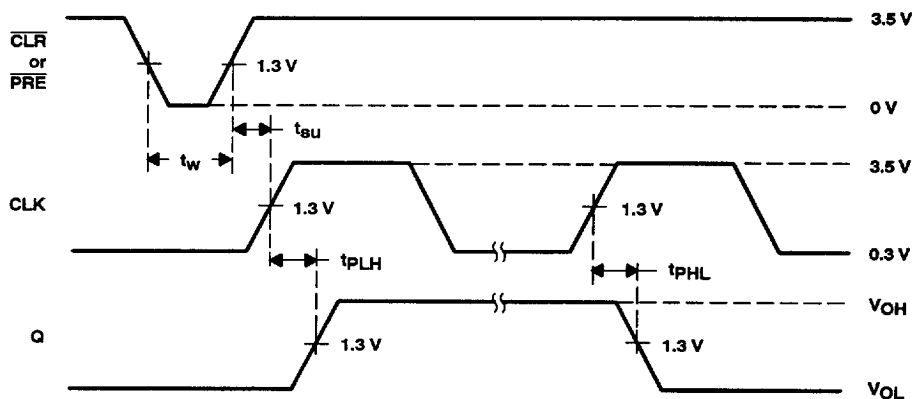 3.5 V
CLR
or
PRE
1.3 V
0 V
tsu
tw
3.5 V
CLK
1.3 V
1.3 V
0.3 V
tPLH
tPHL
VOH
Q
1.3 V
1.3 V
VOL